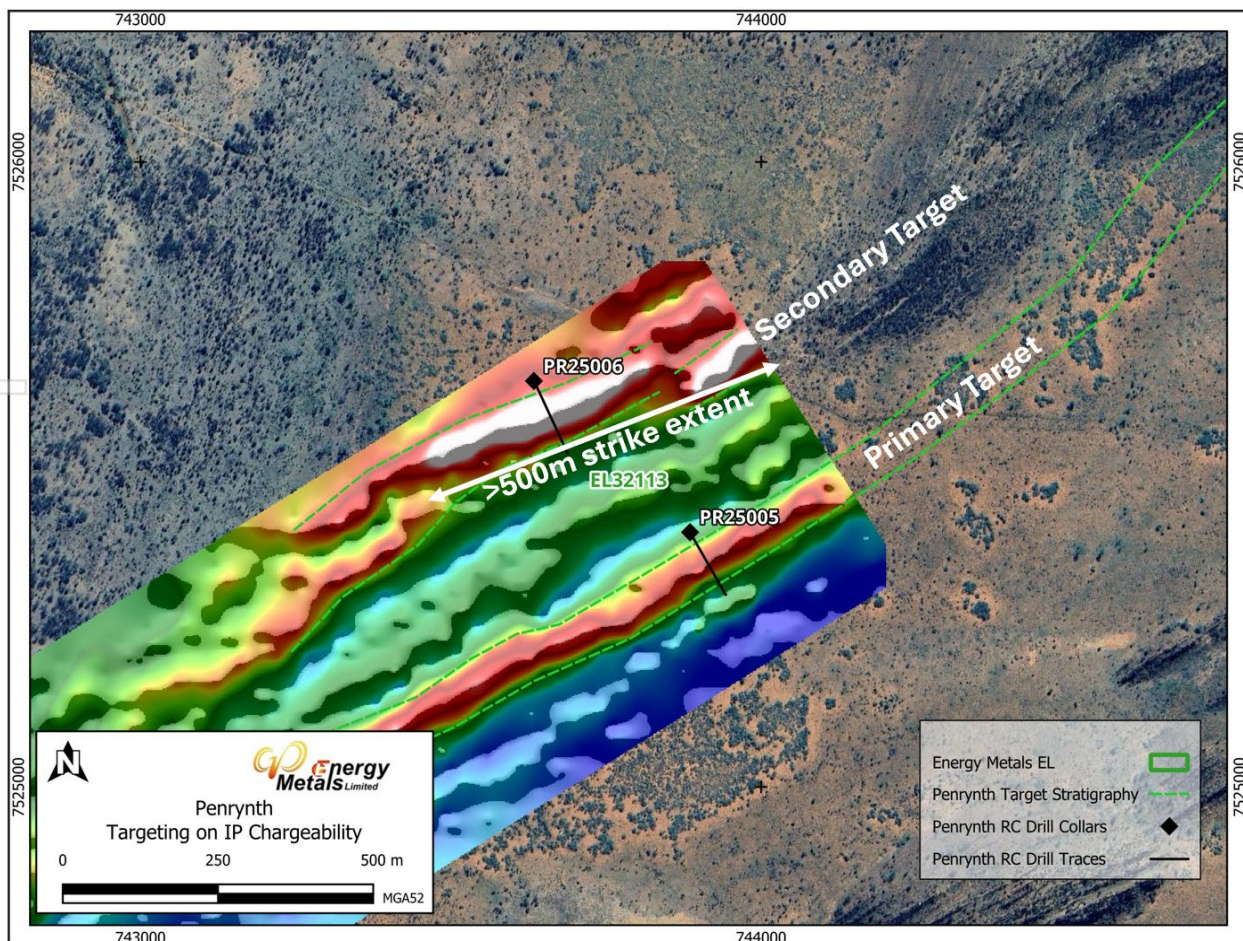 743000
744000
7526000
7526000
Secondary Target
PR25006
Primary Target
>500m strike extent
EL32113
PR25005
N
Energy
Metals Limited
Penrynth
Targeting on IP Chargeability
0 250 500 m
MGA52
Energy Metals EL
Penrynth Target Stratigraphy
Penrynth RC Drill Collars
Penrynth RC Drill Traces
7525000
7525000
743000
744000